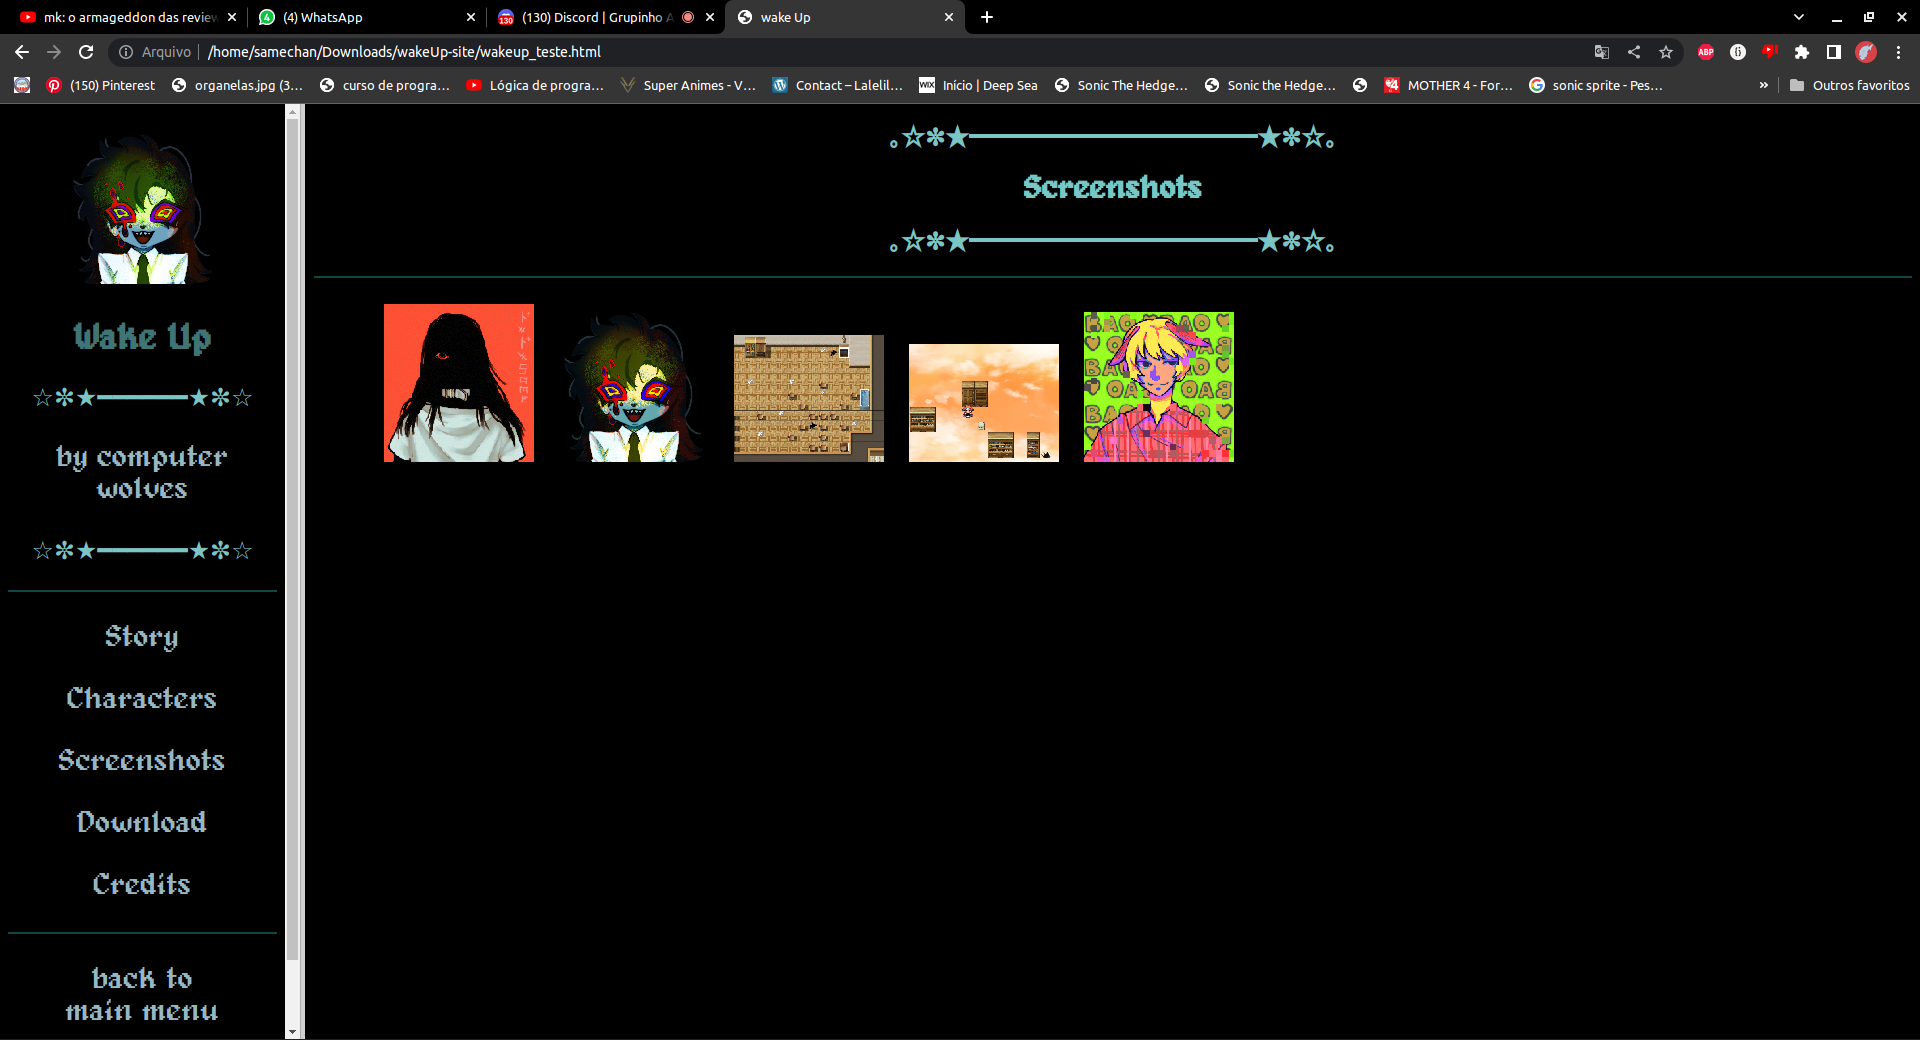 mk: o armageddon das review
(4) WhatsApp
(130) Discord | Grupinho A
wake Up
Arquivo
/home/samechan/Downloads/wakeUp-site/wakeup_teste.html
(150) Pinterest
organelas.jpg (3...
curso de progra...
Lógica de progra...
Super Animes - V...
Contact – Lalelil...
Início | Deep Sea
Sonic The Hedge...
Sonic the Hedge...
MOTHER 4 - For...
sonic sprite - Pes...
»
Outros favoritos
Wake Up
☆✼★━━━━━━★✼☆
by computer
wolves
☆✼★━━━━━━★✼☆
Story
Characters
Screenshots
Download
Credits
back to
main menu
｡☆✼★━━━━━━━━━━━━━━━━★✼☆｡
Screenshots
｡☆✼★━━━━━━━━━━━━━━━━★✼☆｡